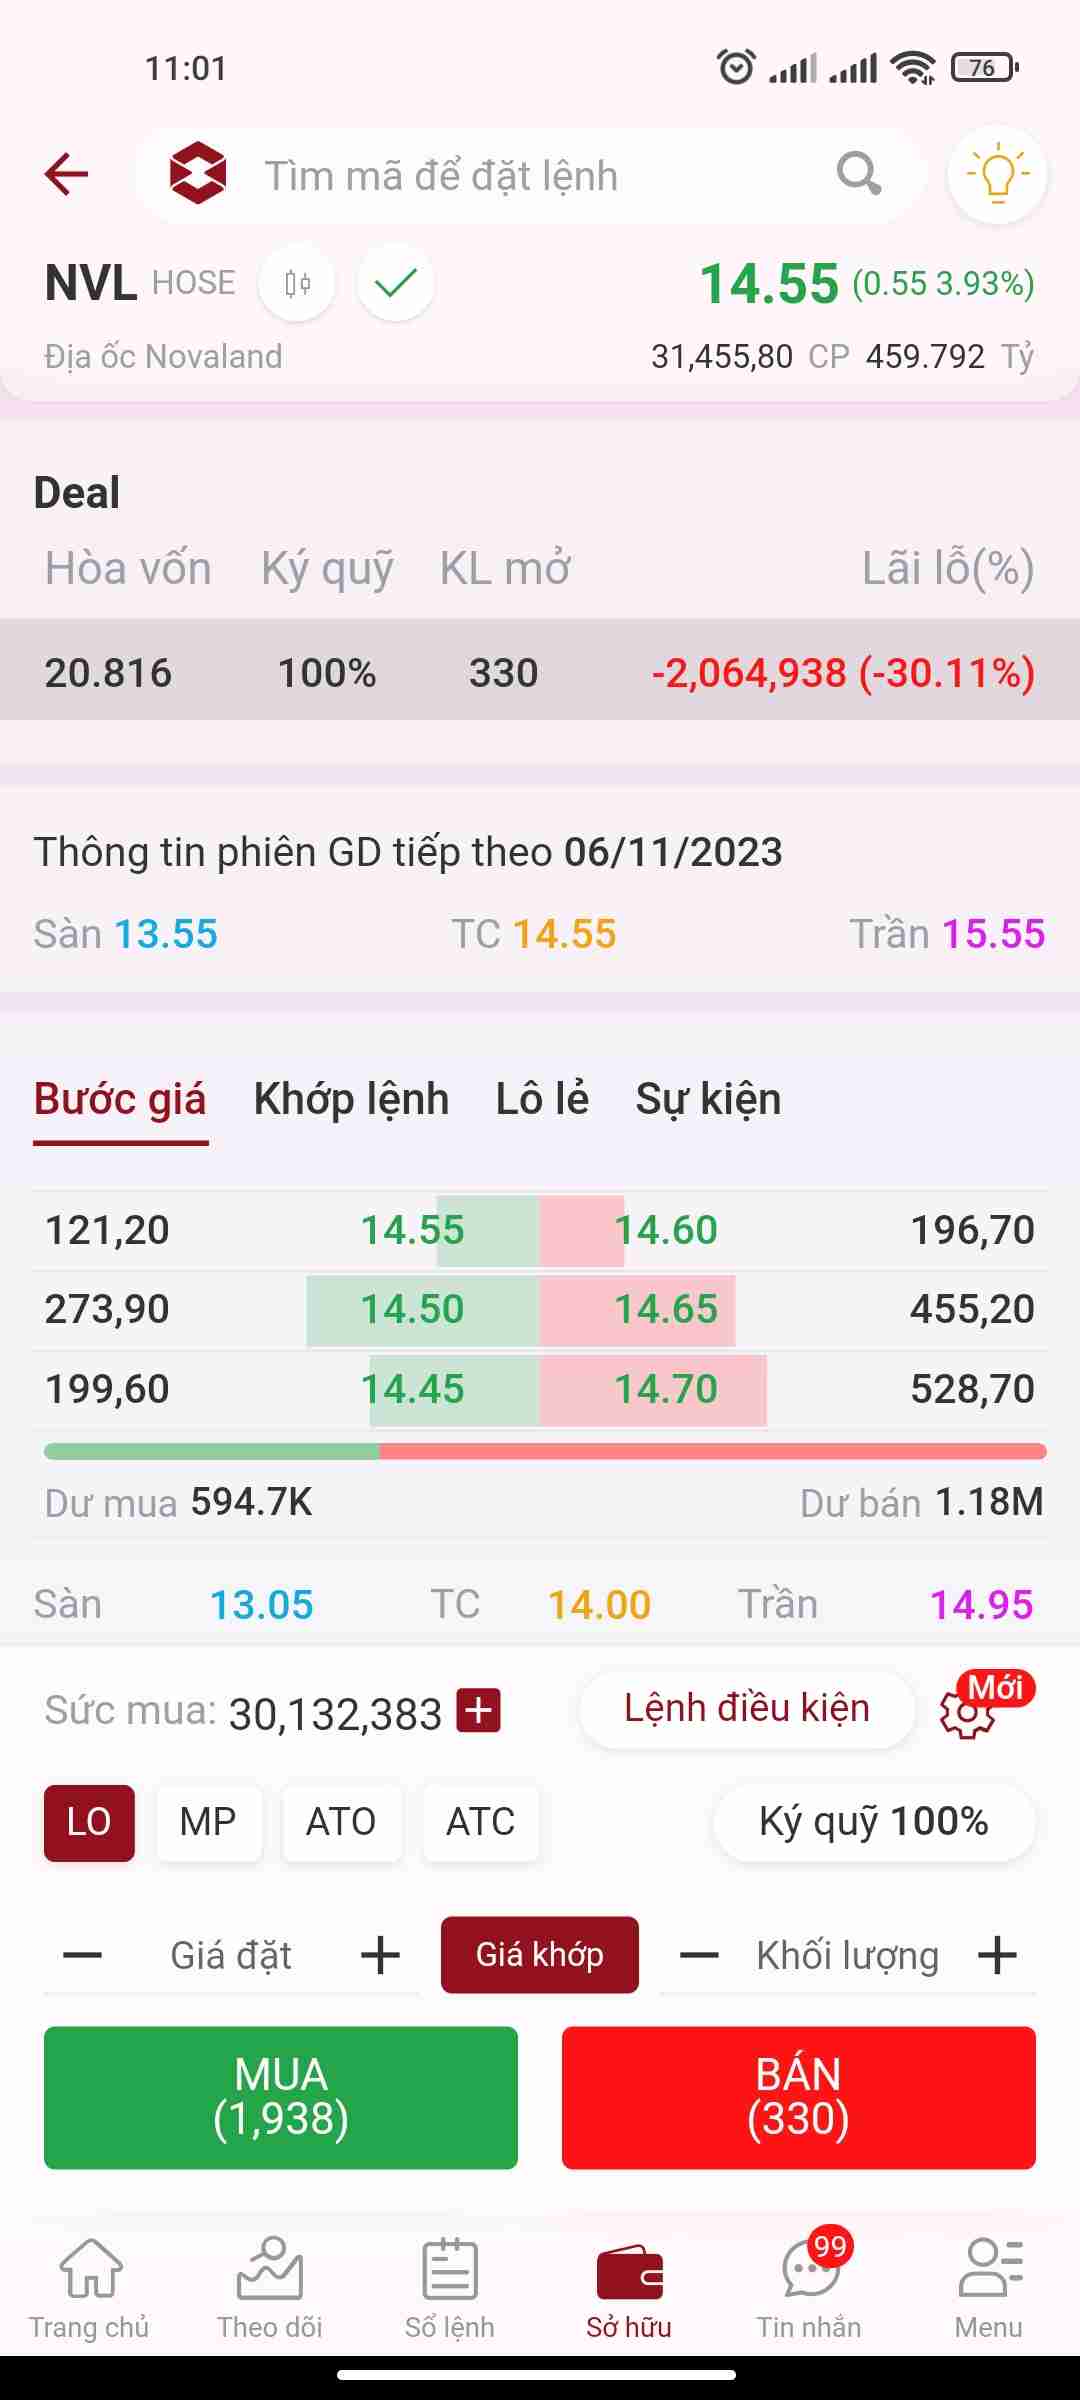 11:01 76
Tìm mã để đặt lệnh
NVL HOSE 14.55 (0.55 3.93%)
Địa ốc Novaland 31,455,80 CP 459.792 Tỷ
Deal
Hòa vốn Ký quỹ KL mở Lãi lỗ(%)
20.816 100% 330 -2,064,938 (-30.11%)
Thông tin phiên GD tiếp theo 06/11/2023
Sàn 13.55 TC 14.55 Trần 15.55
Bước giá Khớp lệnh Lô lẻ Sự kiện
121,20 14.55 14.60 196,70
273,90 14.50 14.65 455,20
199,60 14.45 14.70 528,70
Dư mua 594.7K Dư bán 1.18M
Sàn 13.05 TC 14.00 Trần 14.95
Sức mua: 30,132,383 Lệnh điều kiện Mới
LO MP ATO ATC Ký quỹ 100%
Giá đặt Giá khớp Khối lượng
MUA
(1,938)
BÁN
(330)
99
Trang chủ Theo dõi Sổ lệnh Sở hữu Tin nhắn Menu